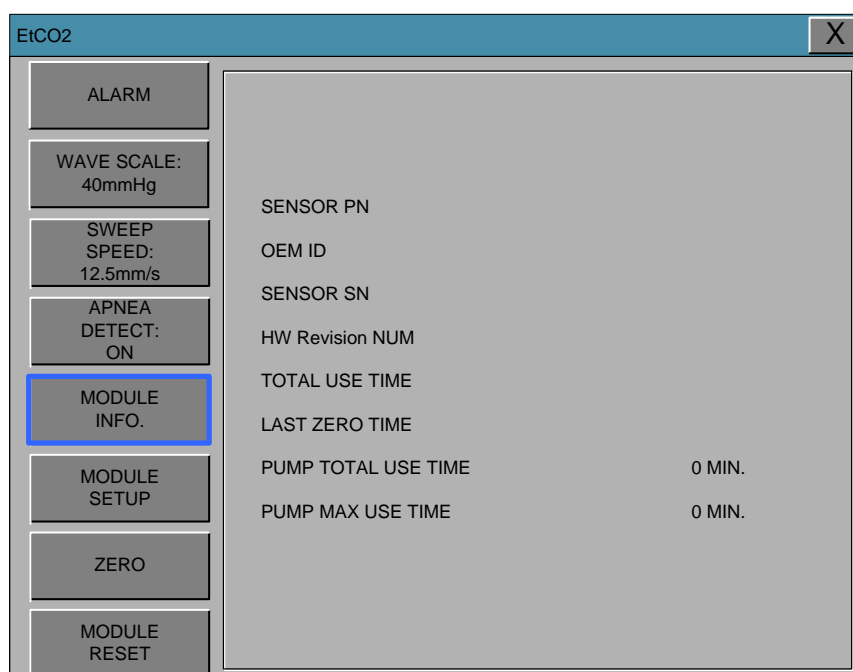 EtCO2
X
ALARM
WAVE SCALE:
40mmHg
SWEEP
SPEED:
12.5mm/s
APNEA
DETECT:
ON
MODULE
INFO.
MODULE
SETUP
ZERO
MODULE
RESET
SENSOR PN
OEM ID
SENSOR SN
HW Revision NUM
TOTAL USE TIME
LAST ZERO TIME
PUMP TOTAL USE TIME 0 MIN.
PUMP MAX USE TIME 0 MIN.